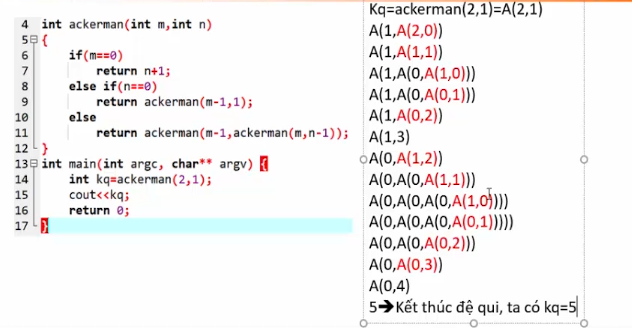 4 int ackerman(int m,int n)
5 {
6 if(m==0)
7 return n+1;
8 else if(n==0)
9 return ackerman(m-1,1);
10 else
11 return ackerman(m-1,ackerman(m,n-1));
12 }
13 int main(int argc, char** argv) {
14 int kq=ackerman(2,1);
15 cout<<kq;
16 return 0;
17 }
Kq=ackerman(2,1)=A(2,1)
A(1,A(2,0))
A(1,A(1,1))
A(1,A(0,A(1,0)))
A(1,A(0,A(0,1)))
A(1,A(0,2))
A(1,3)
A(0,A(1,2))
A(0,A(0,A(1,1)))
A(0,A(0,A(0,A(1,0))))
A(0,A(0,A(0,A(0,1)))))
A(0,A(0,A(0,2)))
A(0,A(0,3))
A(0,4)
5➔Kết thúc đệ qui, ta có kq=5